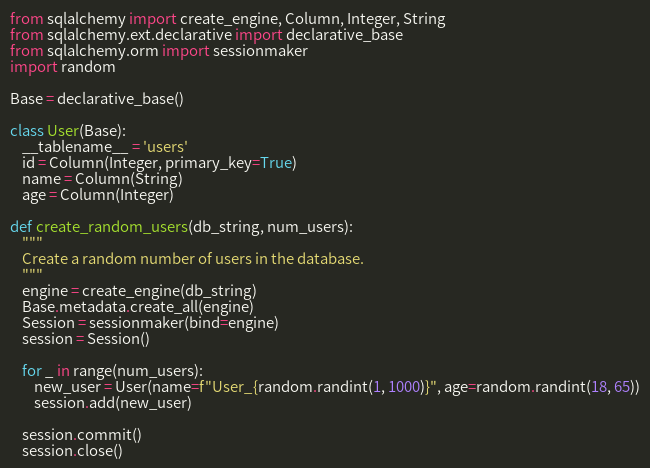 from sqlalchemy import create_engine, Column, Integer, String
from sqlalchemy.ext.declarative import declarative_base
from sqlalchemy.orm import sessionmaker
import random

Base = declarative_base()

class User(Base):
    __tablename__ = 'users'
    id = Column(Integer, primary_key=True)
    name = Column(String)
    age = Column(Integer)

def create_random_users(db_string, num_users):
    """
    Create a random number of users in the database.
    """
    engine = create_engine(db_string)
    Base.metadata.create_all(engine)
    Session = sessionmaker(bind=engine)
    session = Session()

    for _ in range(num_users):
        new_user = User(name=f"User_{random.randint(1, 1000)}", age=random.randint(18, 65))
        session.add(new_user)

    session.commit()
    session.close()